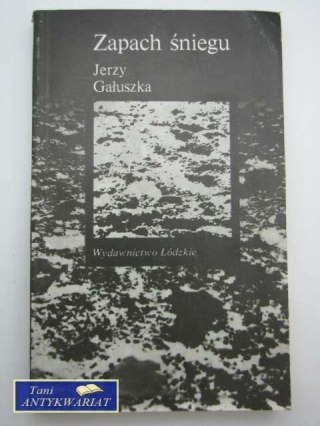 Zapach śniegu
Jerzy
Gałuszka
Wydawnictwo Łódzkie
Tani
ANTYKWARIAT